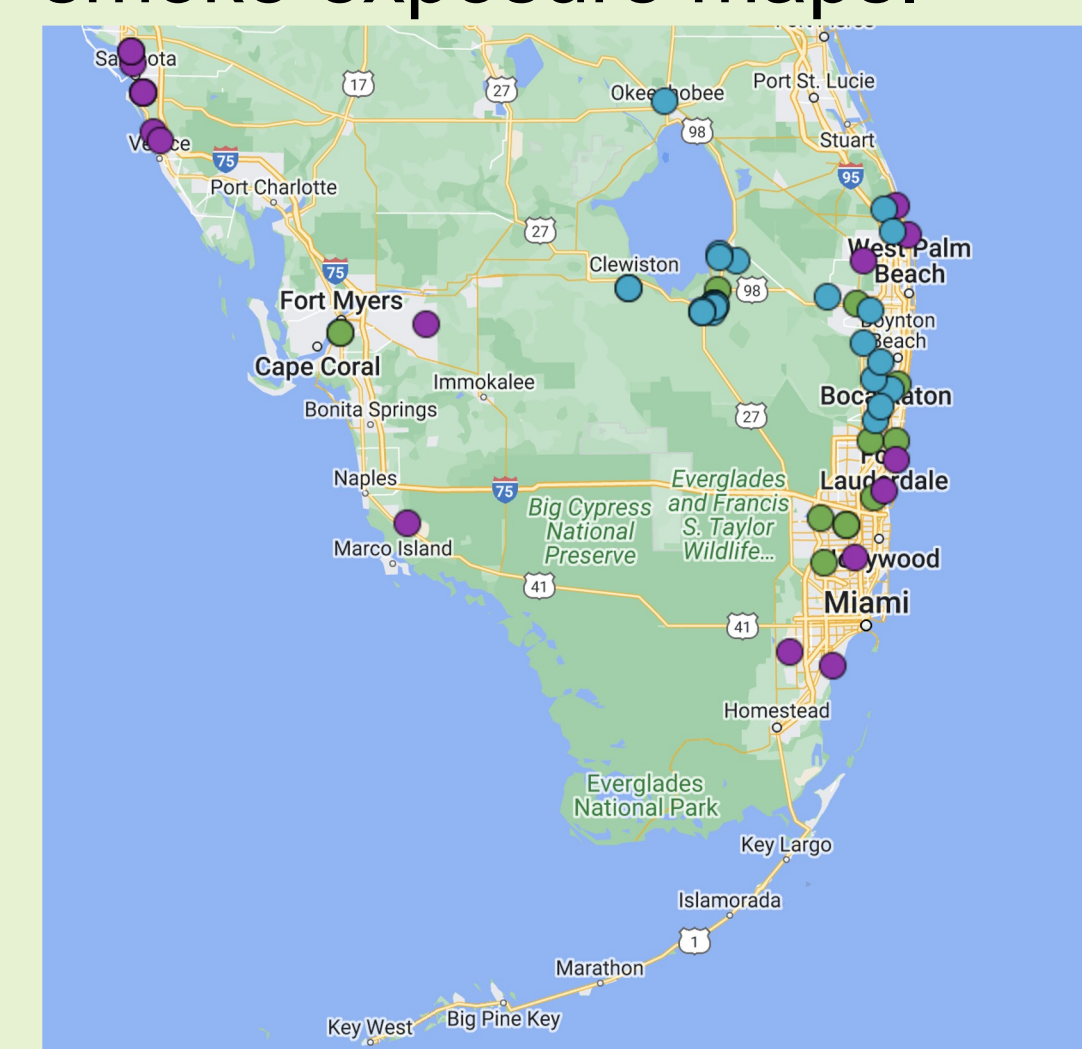 smoke exposure maps.
Okeechobee
Port St. Lucie
17
27
98
Stuart
Venice
75
95
Port Charlotte
27
West Palm
Beach
Clewiston
75
98
Fort Myers
Boynton
Beach
Cape Coral
Immokalee
Boca Raton
Bonita Springs
27
Naples
75
Lauderdale
Everglades
and Francis
S. Taylor
Wildlife...
Big Cypress
National
Preserve
Marco Island
Hollywood
41
Miami
41
Homestead
Everglades
National Park
Key Largo
Islamorada
1
Marathon
Big Pine Key
Key West